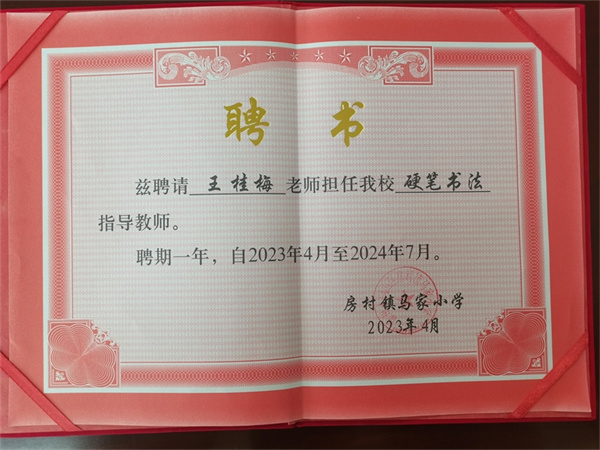 聘 书
兹聘请 王桂梅 老师担任我校 硬笔书法
指导教师。
聘期一年，自2023年4月至2024年7月。
房村镇马家小学
2023年4月